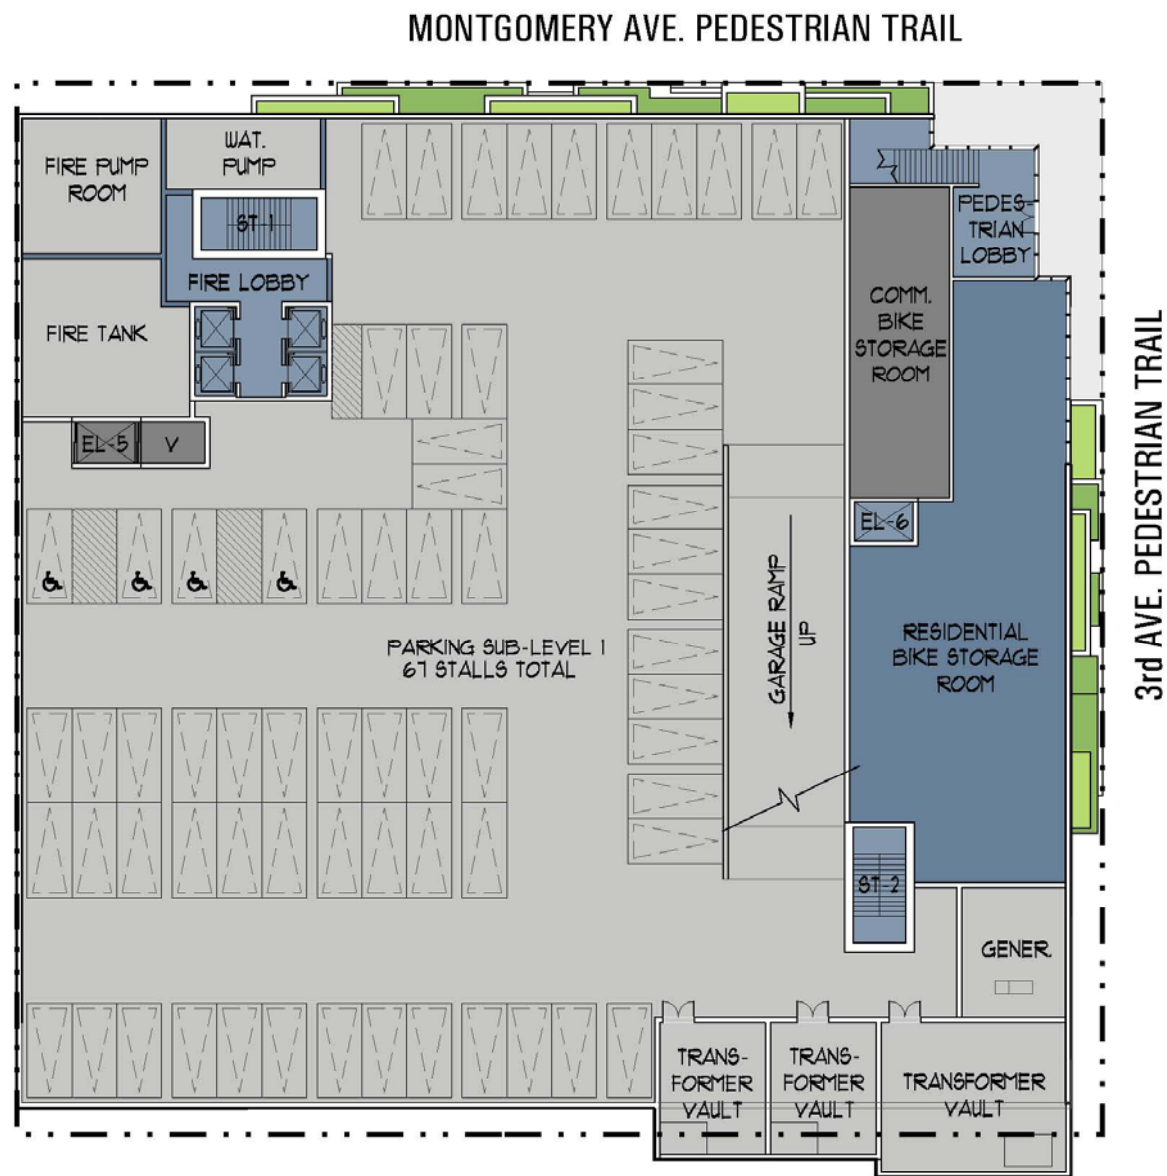 MONTGOMERY AVE. PEDESTRIAN TRAIL
FIRE PUMP
ROOM
WAT.
PUMP
ST-1
FIRE LOBBY
FIRE TANK
EL-5
V
PEDES-
TRIAN
LOBBY
COMM.
BIKE
STORAGE
ROOM
EL-6
3rd AVE. PEDESTRIAN TRAIL
GARAGE RAMP
UP
PARKING SUB-LEVEL 1
67 STALLS TOTAL
RESIDENTIAL
BIKE STORAGE
ROOM
ST-2
GENER.
TRANS-
FORMER
VAULT
TRANS-
FORMER
VAULT
TRANSFORMER
VAULT